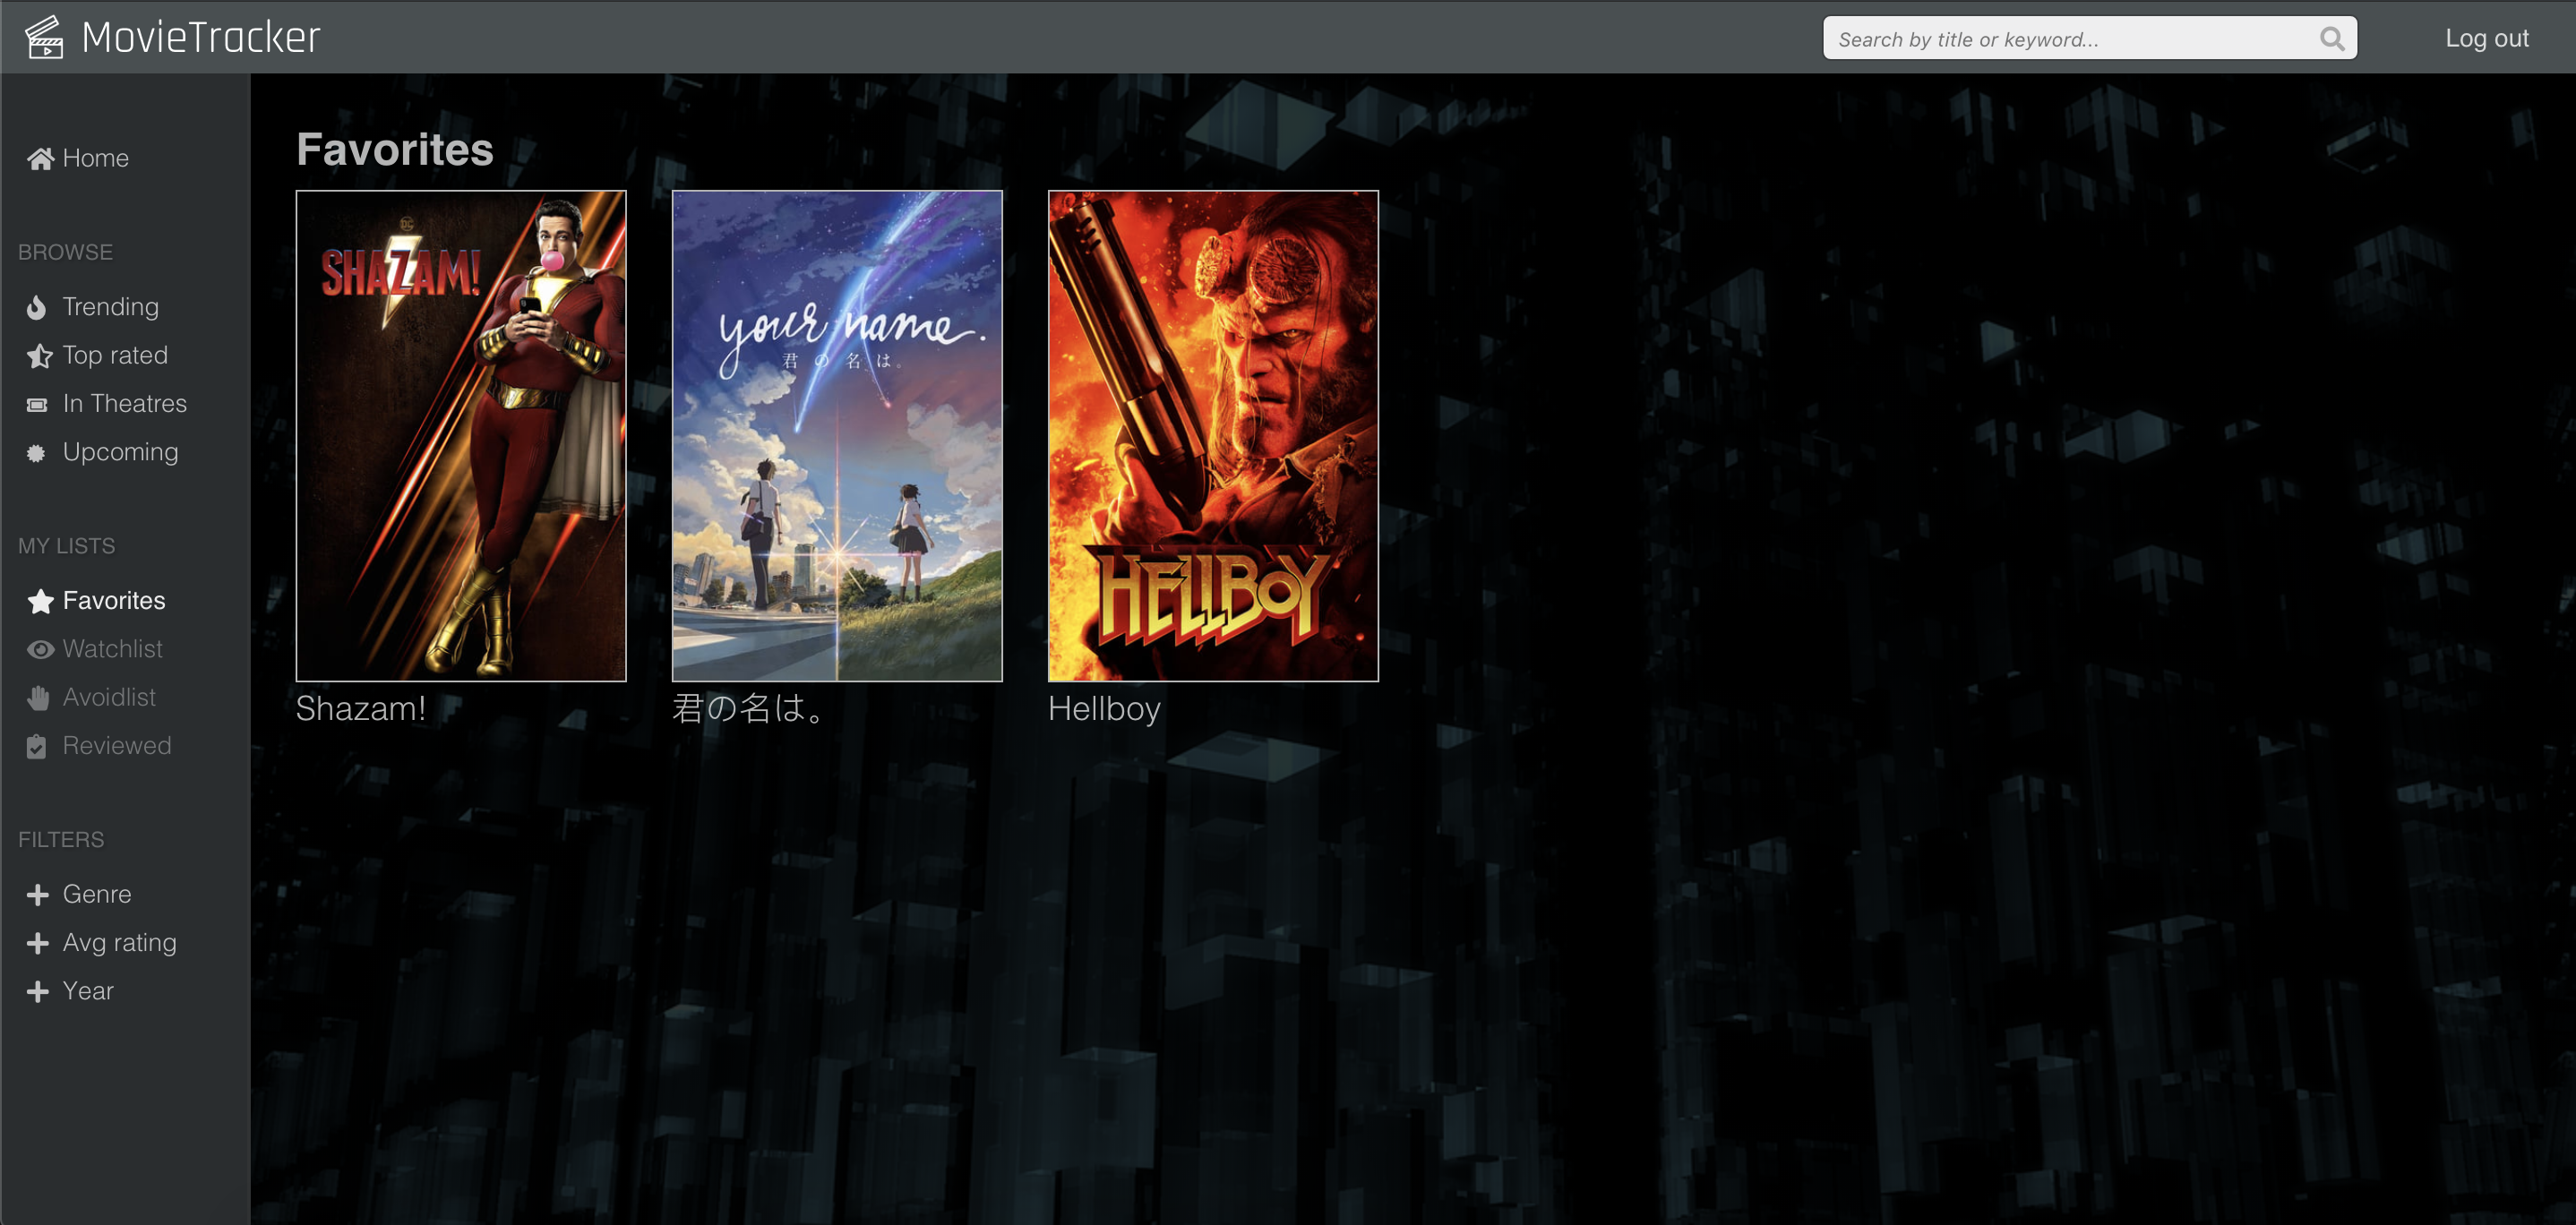 MovieTracker
Search by title or keyword...
Log out
Home
BROWSE
Trending
Top rated
In Theatres
Upcoming
MY LISTS
Favorites
Watchlist
Avoidlist
Reviewed
FILTERS
Genre
Avg rating
Year
Favorites
DC
SHAZAM!
your name.
君の名は。
HELLBOY
Shazam!
君の名は。
Hellboy